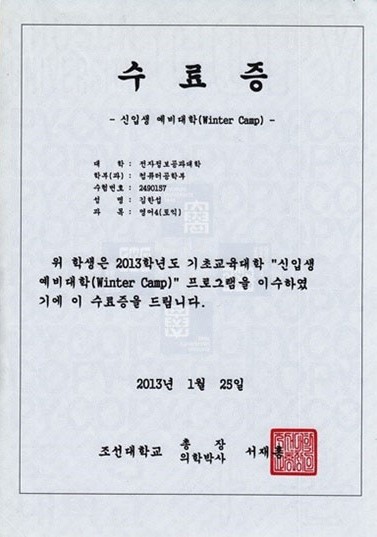 수 료 증
- 신입생 예비대학(Winter Camp) -
대 학 : 전자정보공과대학
학부(과) : 컴퓨터공학부
수험번호 : 2490157
성 명 : 김한섭
과 목 : 영어4(토익)
위 학생은 2013학년도 기초교육대학 "신입생
예비대학(Winter Camp)" 프로그램을 이수하였
기에 이 수료증을 드립니다.
2013년 1월 25일
조선대학교 총 장 의학박사 서재홍